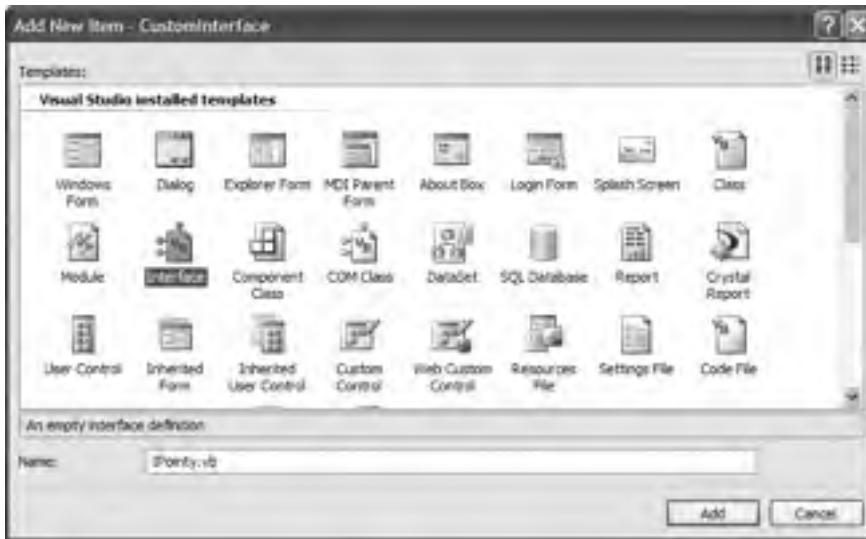 Add New Item - CustomInterface
Templates:
Visual Studio installed templates
Windows Form
Dialog
Explorer Form
MDI Parent Form
About Box
Login Form
Splash Screen
Class
Module
Interface
Component Class
COM Class
DataSet
SQL Database
Report
Crystal Report
User Control
Inherited Form
Inherited User Control
Custom Control
Web Custom Control
Resources File
Settings File
Code File
An empty interface definition
Name:
IPointy.vb
Add
Cancel